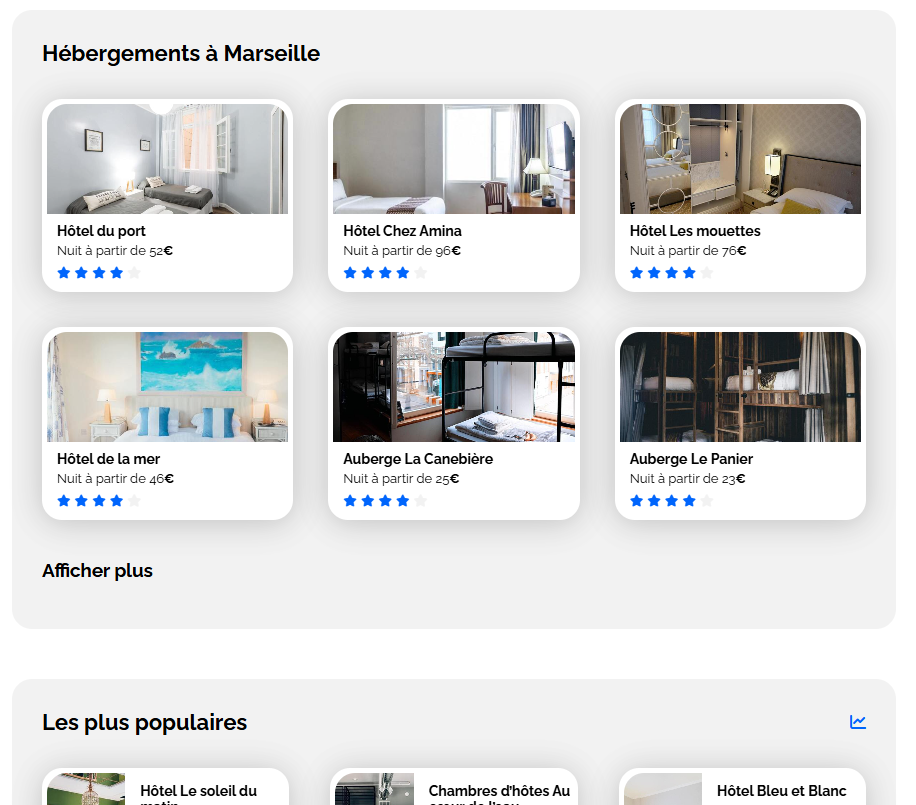 Hébergements à Marseille
Hôtel du port
Nuit à partir de 52€
Hôtel Chez Amina
Nuit à partir de 96€
Hôtel Les mouettes
Nuit à partir de 76€
Hôtel de la mer
Nuit à partir de 46€
Auberge La Canebière
Nuit à partir de 25€
Auberge Le Panier
Nuit à partir de 23€
Afficher plus
Les plus populaires
Hôtel Le soleil du
Chambres d'hôtes Au
Hôtel Bleu et Blanc